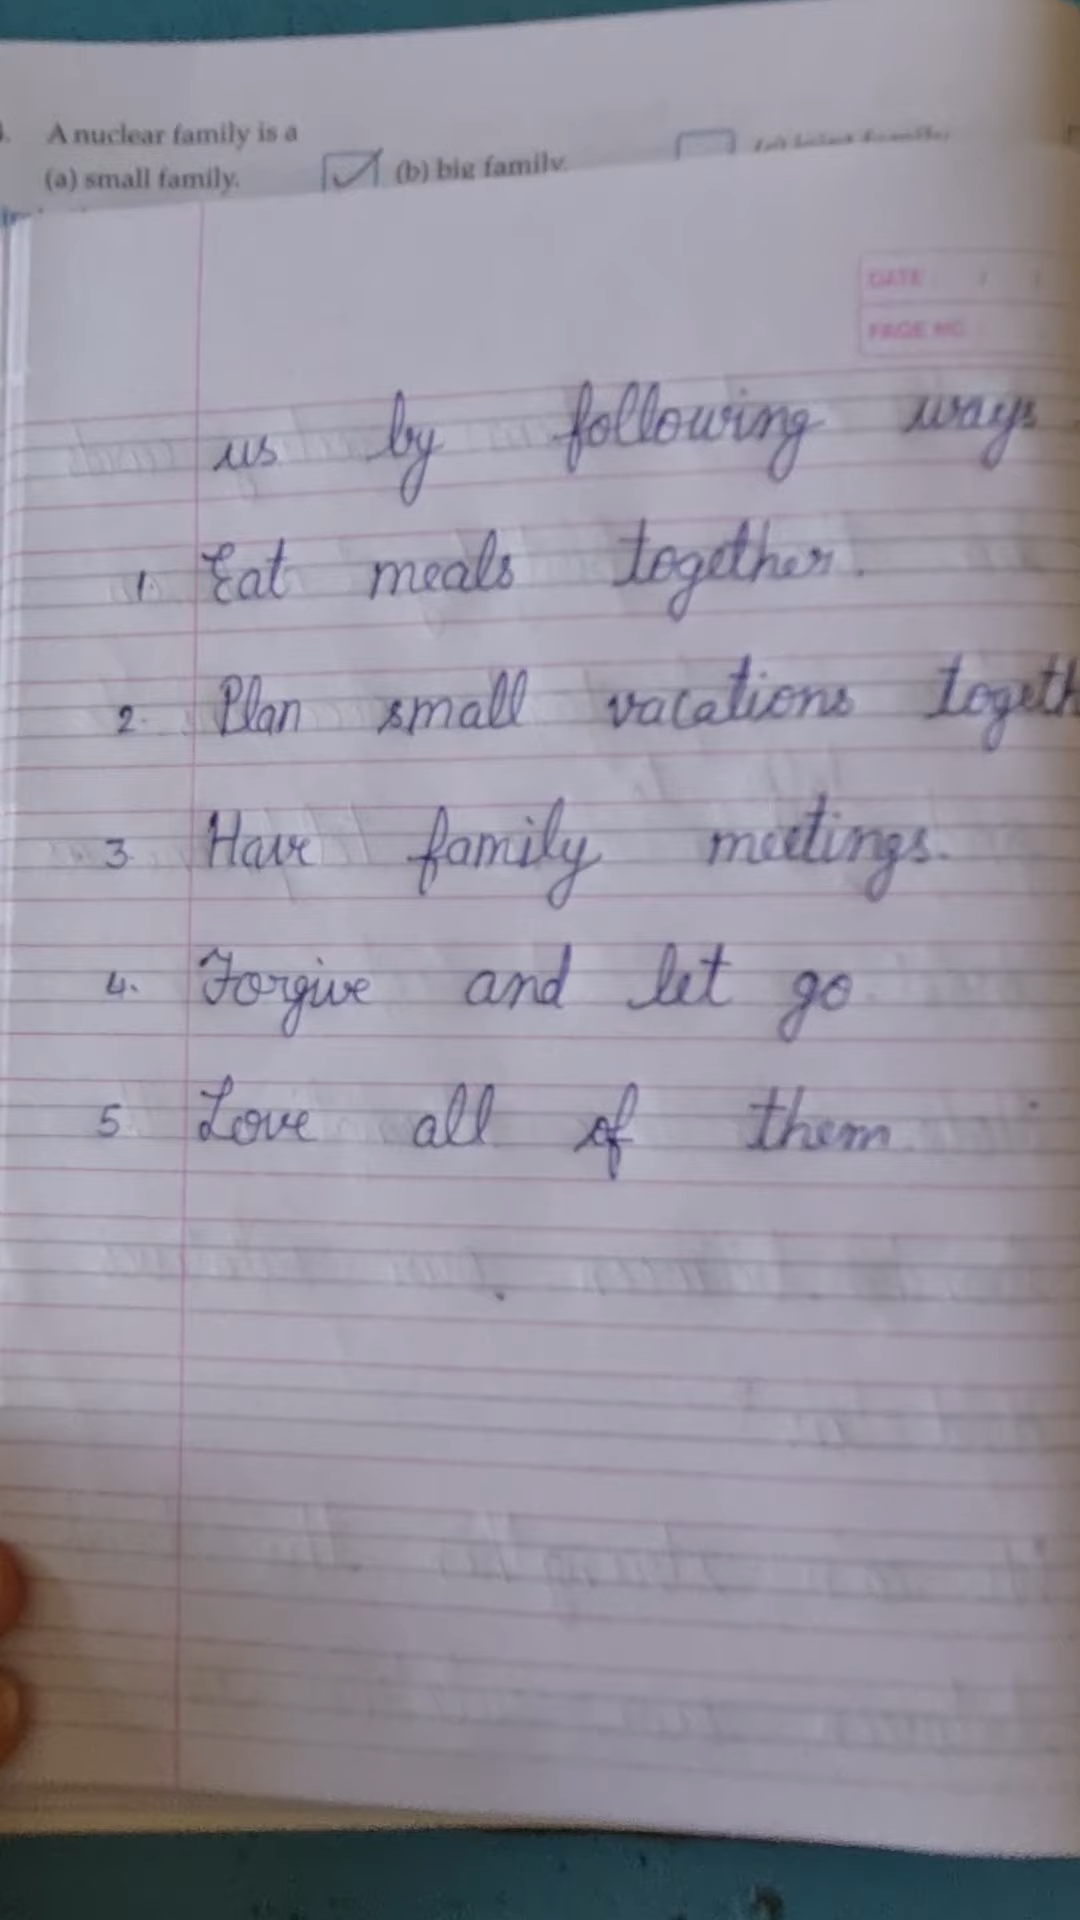 A nuclear family is a
(a) small family. (b) big family.
DATE
PAGE NO
us by following ways
1. Eat meals together.
2. Plan small vacations togeth
3. Have family meetings.
4. Forgive and let go
5. Love all of them